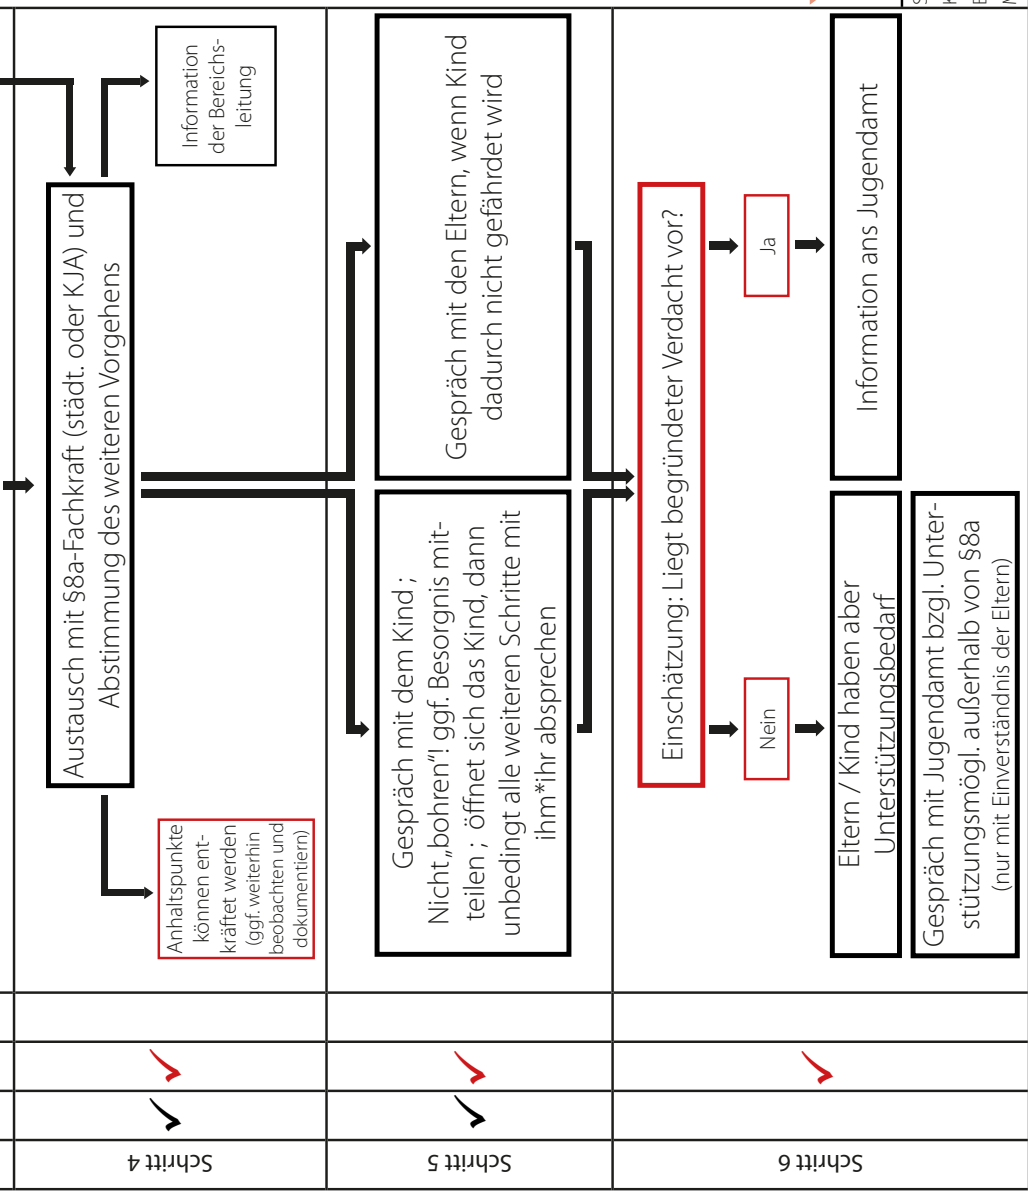 Schritt 4
Austausch mit §8a-Fachkraft (städt. oder KJA) und
Abstimmung des weiteren Vorgehens
Anhaltspunkte
können ent-
kräftet werden
(ggf. weiterhin
beobachten und
dokumentiern)
Information
der Bereichs-
leitung
Schritt 5
Gespräch mit dem Kind ;
Nicht „bohren“! ggf. Besorgnis mit-
teilen ; öffnet sich das Kind, dann
unbedingt alle weiteren Schritte mit
ihm*ihr absprechen
Gespräch mit den Eltern, wenn Kind
dadurch nicht gefährdet wird
Schritt 6
Einschätzung: Liegt begründeter Verdacht vor?
Nein
Ja
Eltern / Kind haben aber
Unterstützungsbedarf
Information ans Jugendamt
Gespräch mit Jugendamt bzgl. Unter-
stützungsmögl. außerhalb von §8a
(nur mit Einverständnis der Eltern)